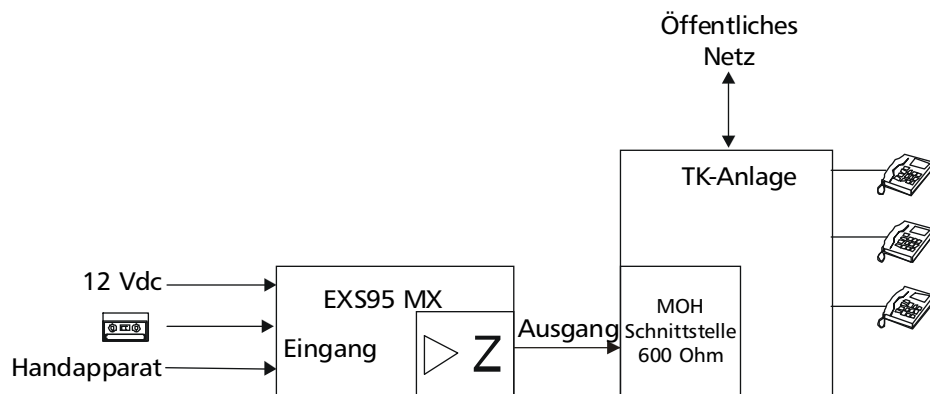 Öffentliches
Netz
TK-Anlage
12 Vdc
EXS95 MX
MOH
Schnittstelle
600 Ohm
Ausgang
Eingang
Z
Handapparat